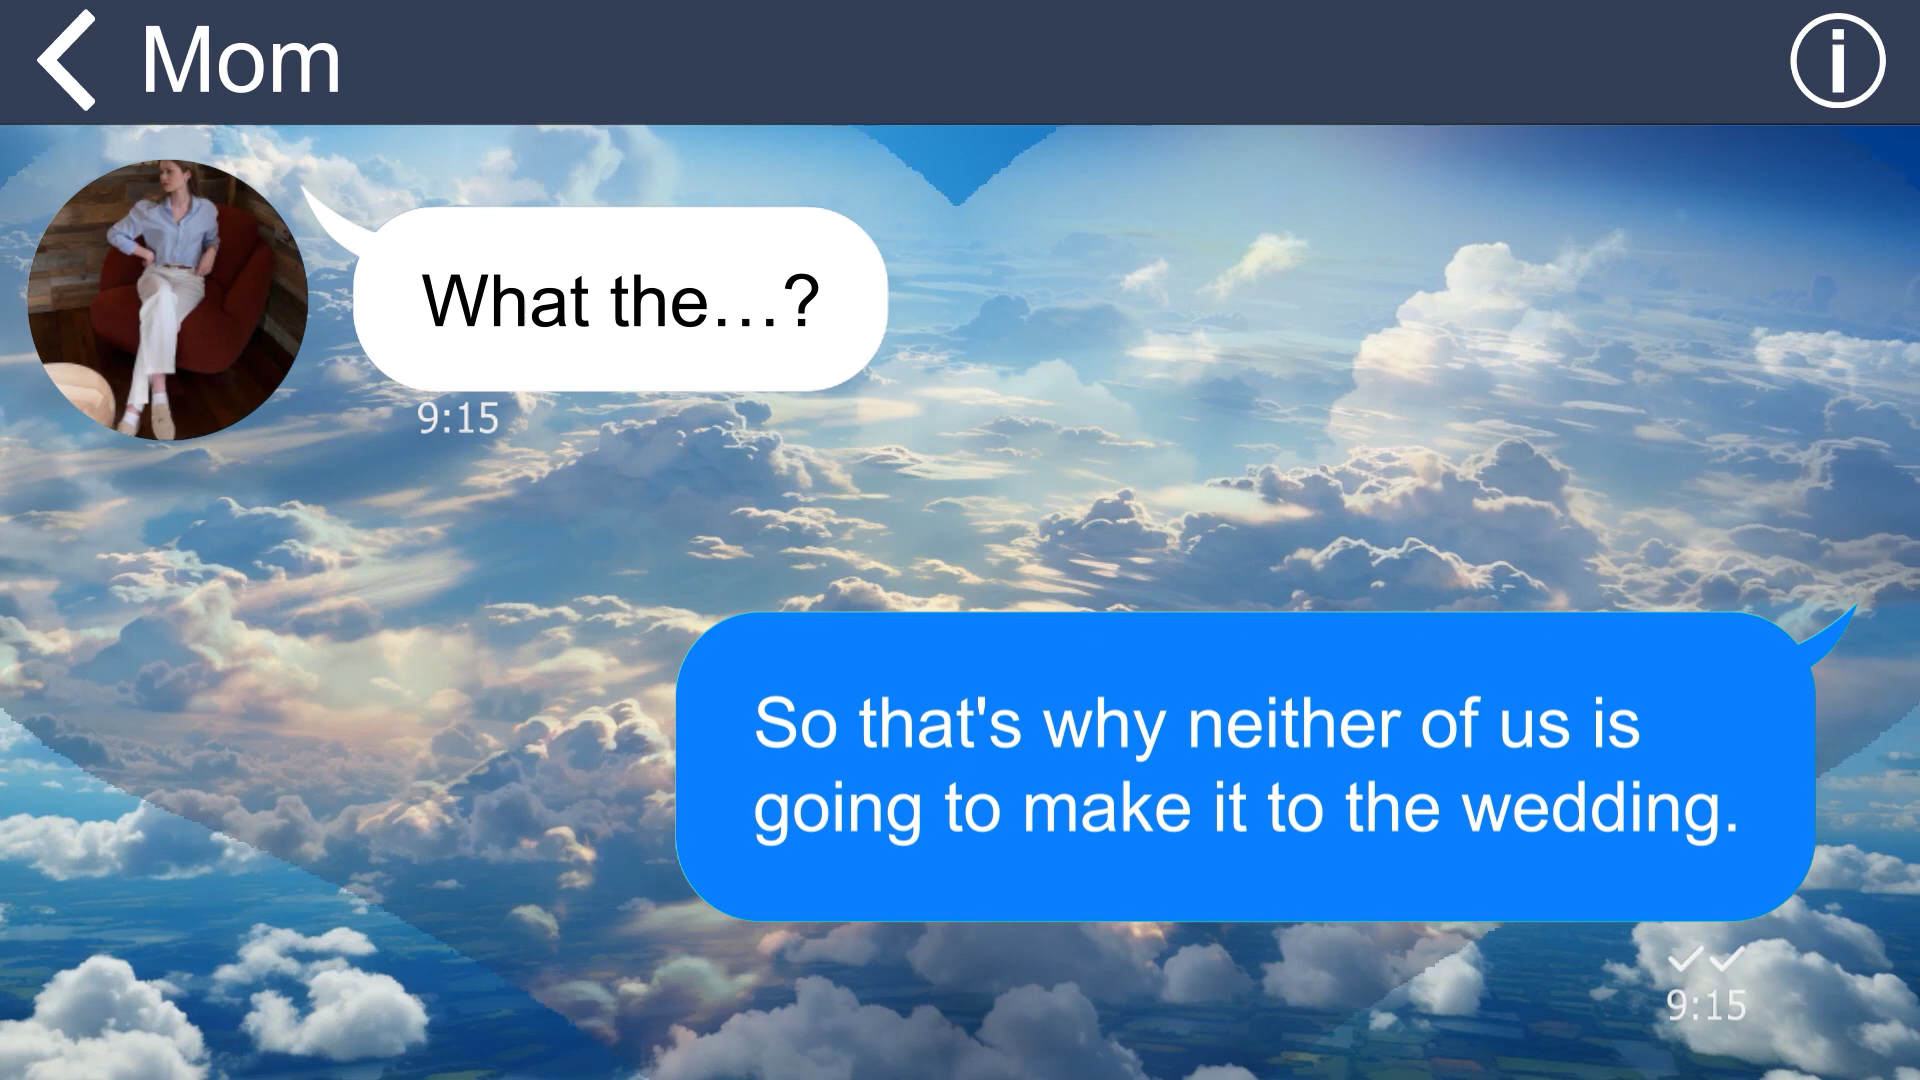 Mom
What the…?
9:15
So that's why neither of us is
going to make it to the wedding.
9:15